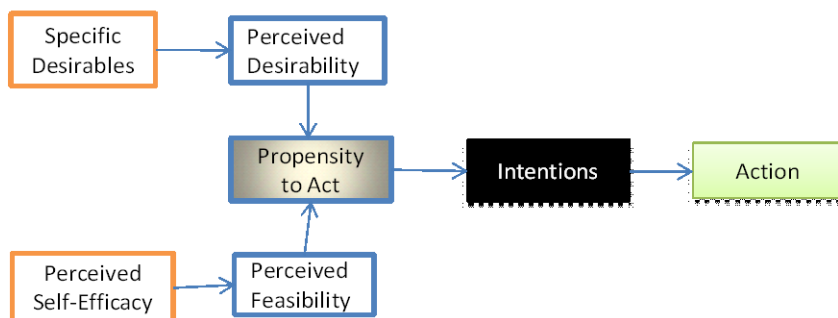 Specific
Desirables
Perceived
Desirability
Propensity
to Act
Intentions
Action
Perceived
Self-Efficacy
Perceived
Feasibility